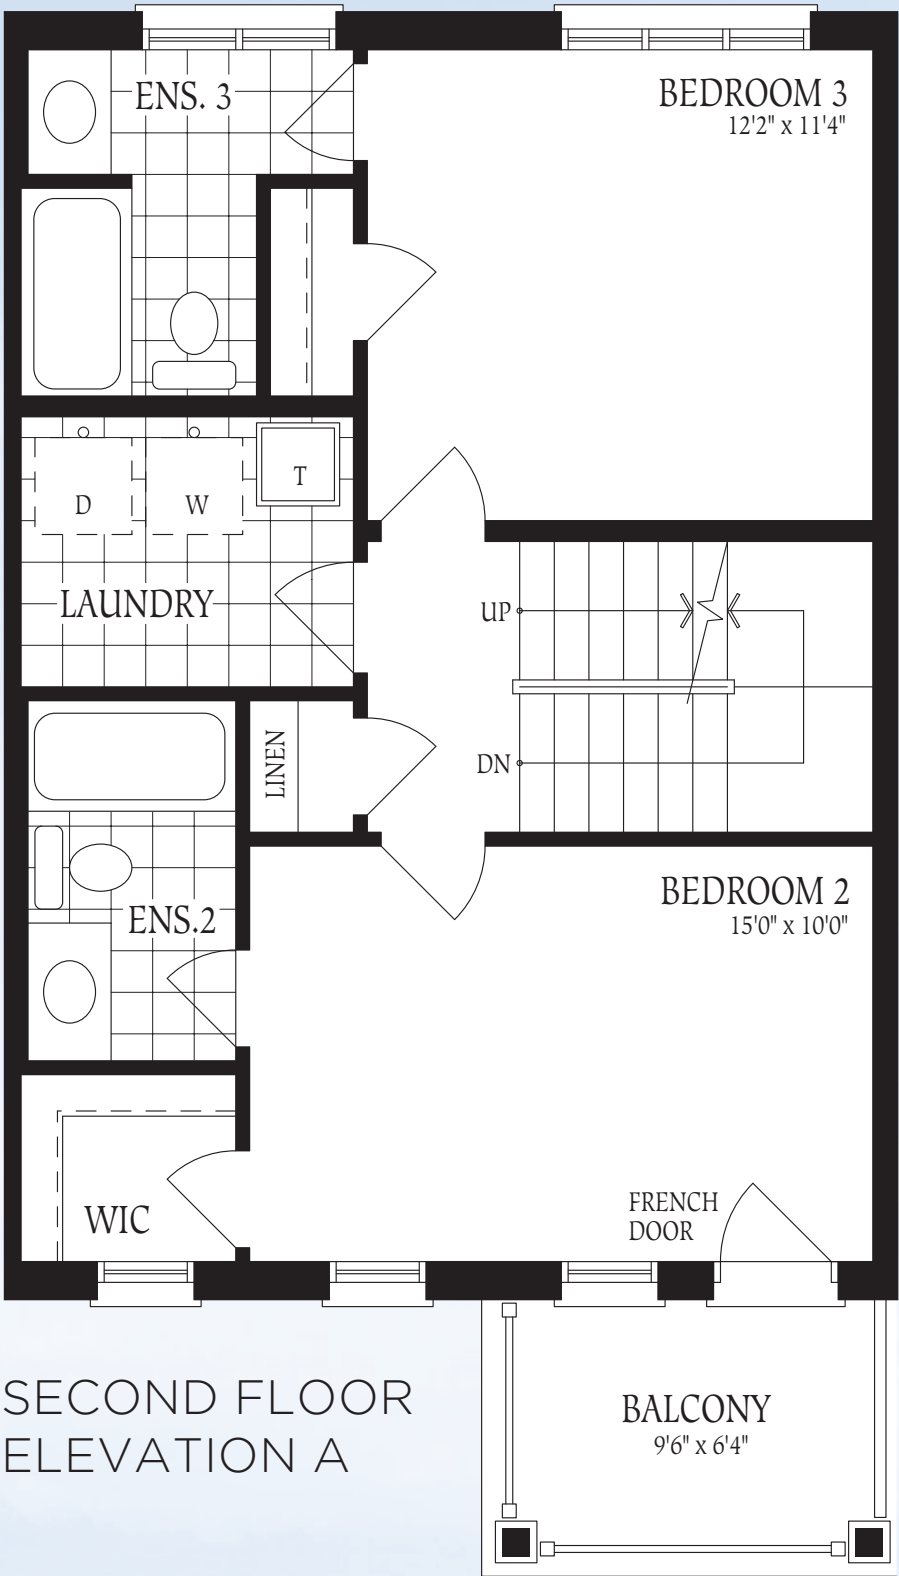 ENS. 3
BEDROOM 3
12'2" x 11'4"
D
W
T
LAUNDRY
UP
DN
LINEN
BEDROOM 2
15'0" x 10'0"
ENS.2
WIC
FRENCH
DOOR
SECOND FLOOR
ELEVATION A
BALCONY
9'6" x 6'4"